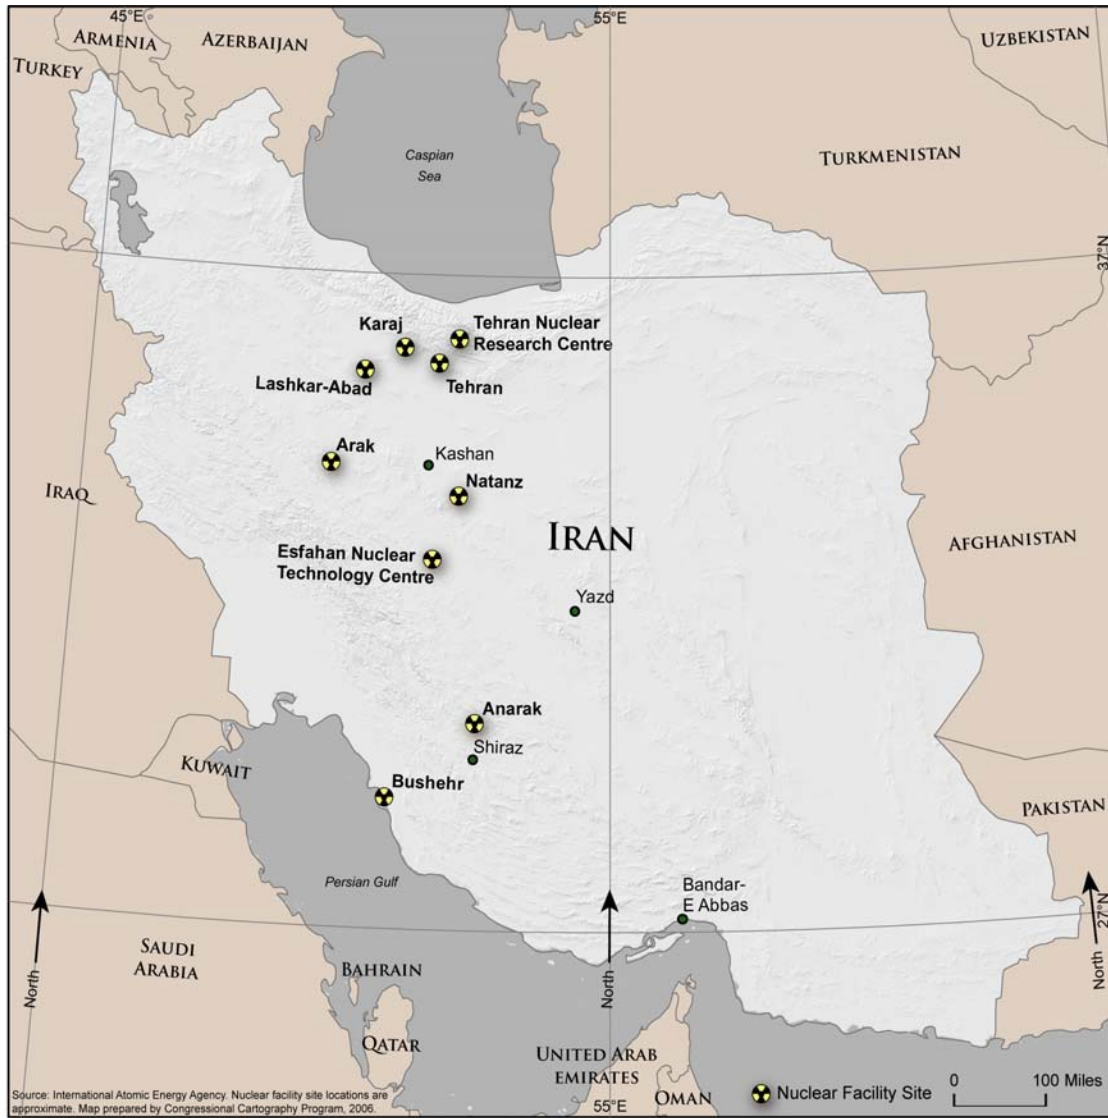 45°E
55°E
ARMENIA
AZERBAIJAN
UZBEKISTAN
TURKEY
Caspian
Sea
TURKMENISTAN
37°N
Karaj
Tehran Nuclear
Research Centre
Lashkar-Abad
Tehran
Arak
Kashan
IRAQ
Natanz
IRAN
AFGHANISTAN
Esfahan Nuclear
Technology Centre
Yazd
Anarak
Shiraz
KUWAIT
Bushehr
PAKISTAN
Persian Gulf
Bandar-
E Abbas
27°N
SAUDI
ARABIA
BAHRAIN
North
North
North
QATAR
UNITED ARAB
EMIRATES
OMAN
Nuclear Facility Site
0 100 Miles
55°E
Source: International Atomic Energy Agency. Nuclear facility site locations are
approximate. Map prepared by Congressional Cartography Program, 2006.